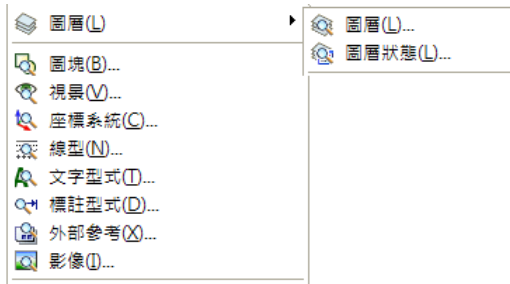 圖層(L)
圖層(L)...
圖層狀態(L)...
圖塊(B)...
視景(V)...
座標系統(C)...
線型(N)...
文字型式(T)...
標註型式(D)...
外部參考(X)...
影像(I)...